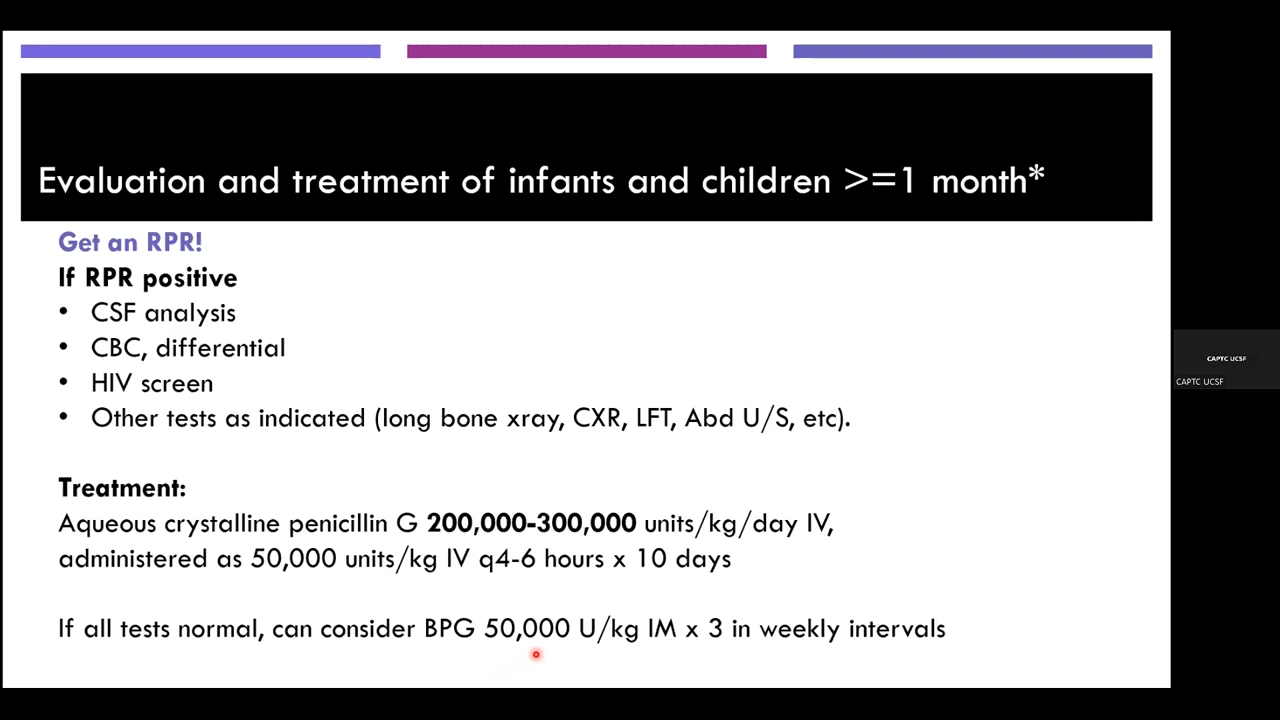 Evaluation and treatment of infants and children >=1 month*
Get an RPR!
If RPR positive
• CSF analysis
• CBC, differential
• HIV screen
• Other tests as indicated (long bone xray, CXR, LFT, Abd U/S, etc).
Treatment:
Aqueous crystalline penicillin G 200,000-300,000 units/kg/day IV,
administered as 50,000 units/kg IV q4-6 hours x 10 days
If all tests normal, can consider BPG 50,000 U/kg IM x 3 in weekly intervals
CAPTC UCSF
CAPTC UCSF